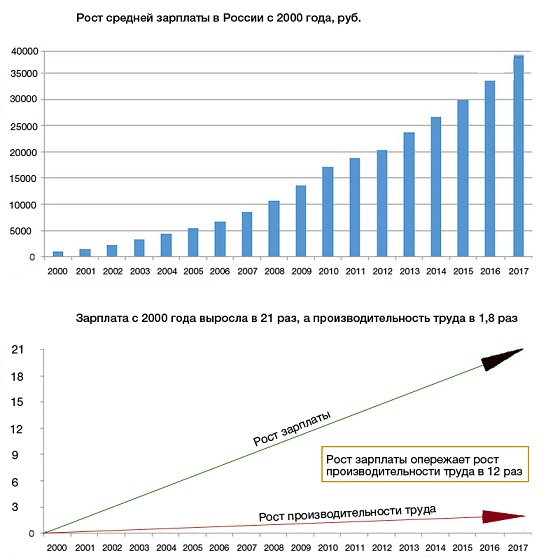 Рост средней зарплаты в России с 2000 года, руб.
40000
35000
30000
25000
20000
15000
10000
5000
0
2000 2001 2002 2003 2004 2005 2006 2007 2008 2009 2010 2011 2012 2013 2014 2015 2016 2017
Зарплата с 2000 года выросла в 21 раз, а производительность труда в 1,8 раз
21
18
15
12
9
6
3
0
Рост зарплаты
Рост зарплаты опережает рост
производительности труда в 12 раз
Рост производительности труда
2000 2001 2002 2003 2004 2005 2006 2007 2008 2009 2010 2011 2012 2013 2014 2015 2016 2017